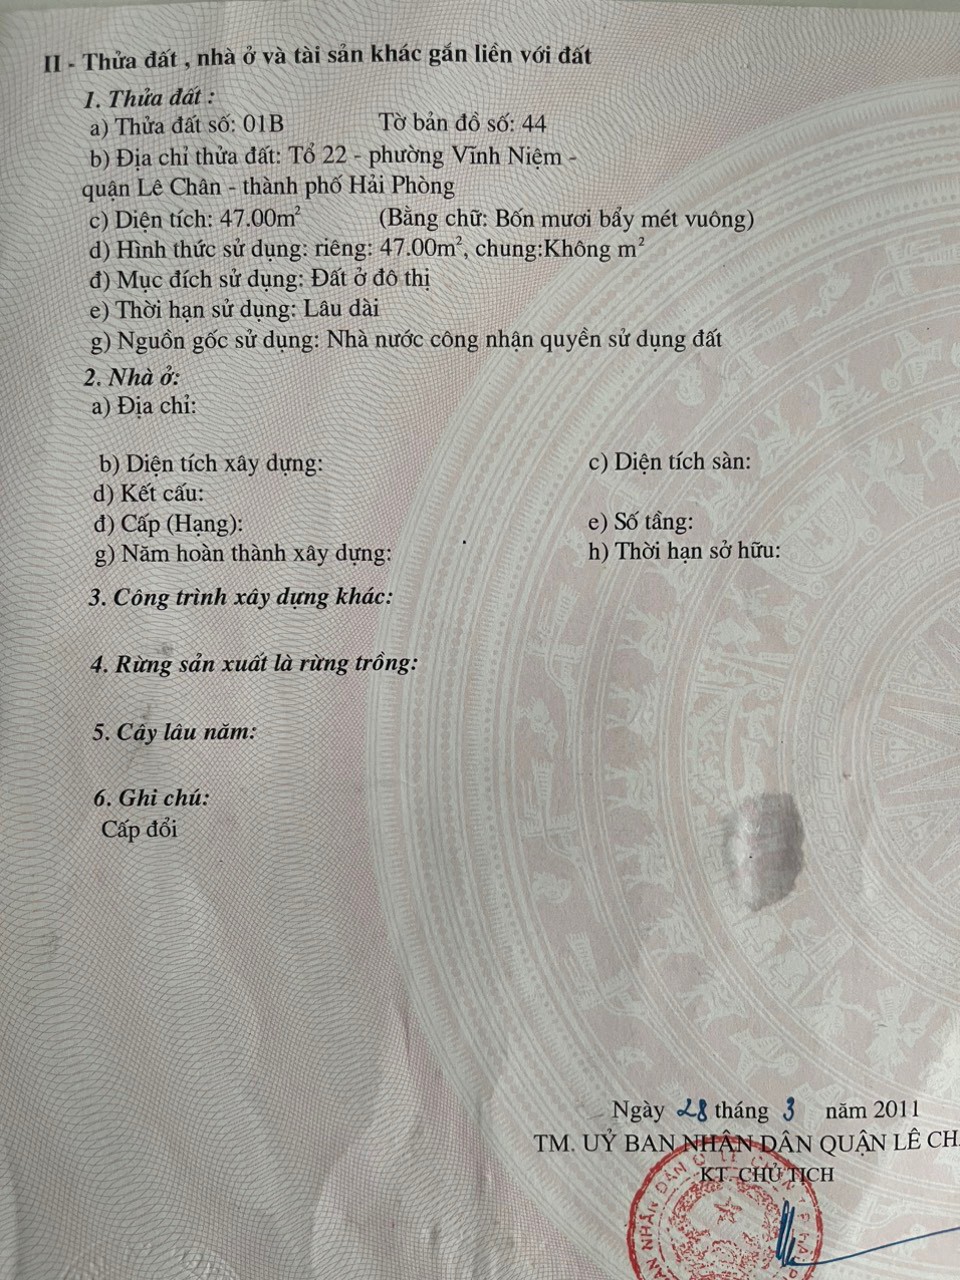 II - Thửa đất , nhà ở và tài sản khác gắn liền với đất
1. Thửa đất :
a) Thửa đất số: 01B Tờ bản đồ số: 44
b) Địa chỉ thửa đất: Tổ 22 - phường Vĩnh Niệm -
quận Lê Chân - thành phố Hải Phòng
c) Diện tích: 47.00m² (Bằng chữ: Bốn mươi bẩy mét vuông)
d) Hình thức sử dụng: riêng: 47.00m², chung:Không m²
đ) Mục đích sử dụng: Đất ở đô thị
e) Thời hạn sử dụng: Lâu dài
g) Nguồn gốc sử dụng: Nhà nước công nhận quyền sử dụng đất
2. Nhà ở:
a) Địa chỉ:
b) Diện tích xây dựng: c) Diện tích sàn:
d) Kết cấu:
đ) Cấp (Hạng): e) Số tầng:
g) Năm hoàn thành xây dựng: h) Thời hạn sở hữu:
3. Công trình xây dựng khác:
4. Rừng sản xuất là rừng trồng:
5. Cây lâu năm:
6. Ghi chú:
Cấp đổi
Ngày 28 tháng 3 năm 2011
TM. UỶ BAN NHÂN DÂN QUẬN LÊ CH
KT. CHỦ TỊCH
NHÂN DÂN Q. LÊ CHÂN